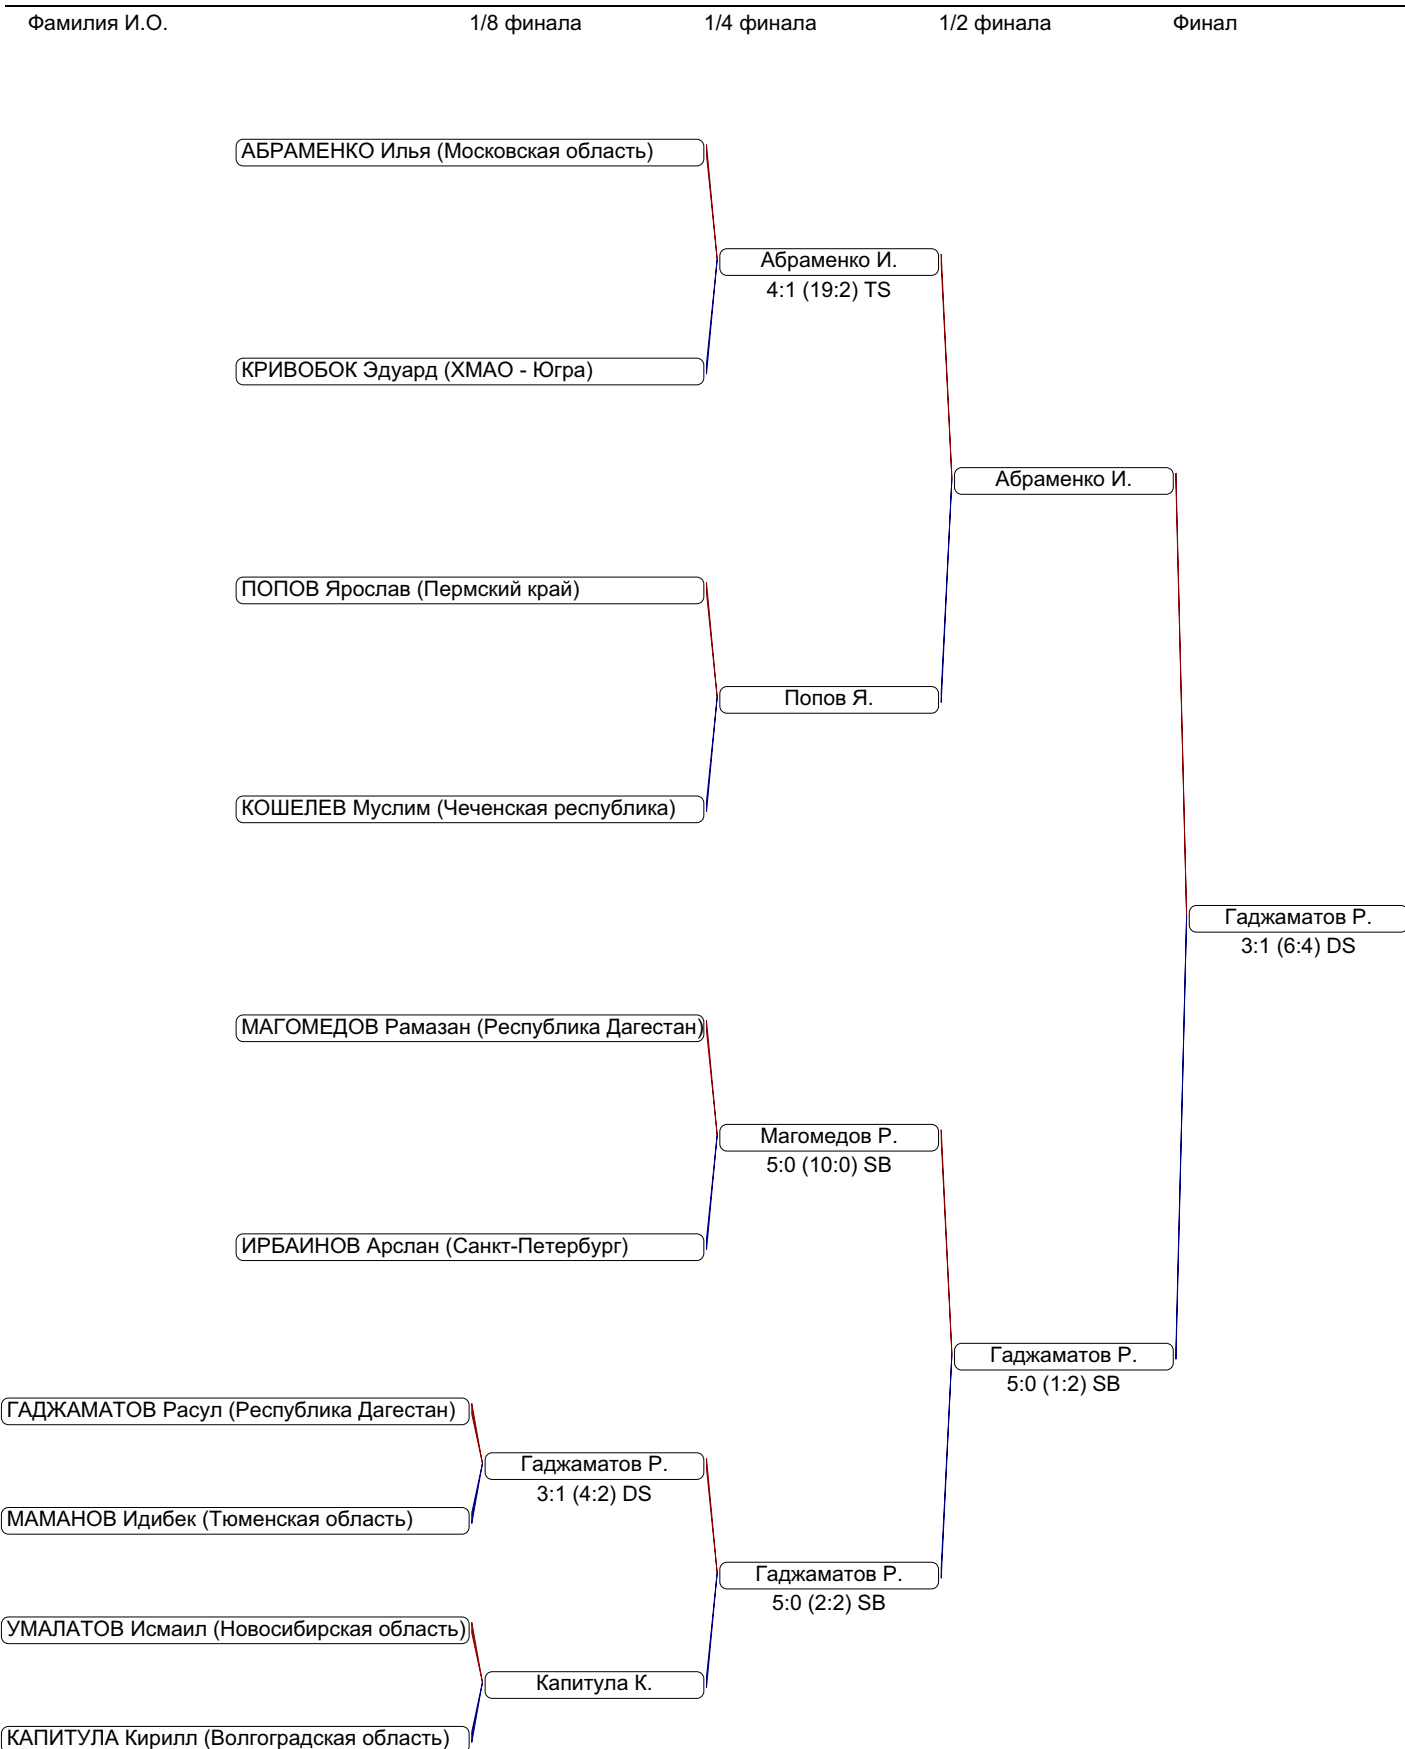 Фамилия И.О. 1/8 финала 1/4 финала 1/2 финала Финал
АБРАМЕНКО Илья (Московская область)
Абраменко И.
4:1 (19:2) TS
КРИВОБОК Эдуард (ХМАО - Югра)
Абраменко И.
ПОПОВ Ярослав (Пермский край)
Попов Я.
КОШЕЛЕВ Муслим (Чеченская республика)
Гаджаматов Р.
3:1 (6:4) DS
МАГОМЕДОВ Рамазан (Республика Дагестан)
Магомедов Р.
5:0 (10:0) SB
ИРБАИНОВ Арслан (Санкт-Петербург)
Гаджаматов Р.
5:0 (1:2) SB
ГАДЖАМАТОВ Расул (Республика Дагестан)
Гаджаматов Р.
3:1 (4:2) DS
МАМАНОВ Идибек (Тюменская область)
Гаджаматов Р.
5:0 (2:2) SB
УМАЛАТОВ Исмаил (Новосибирская область)
Капитула К.
КАПИТУЛА Кирилл (Волгоградская область)